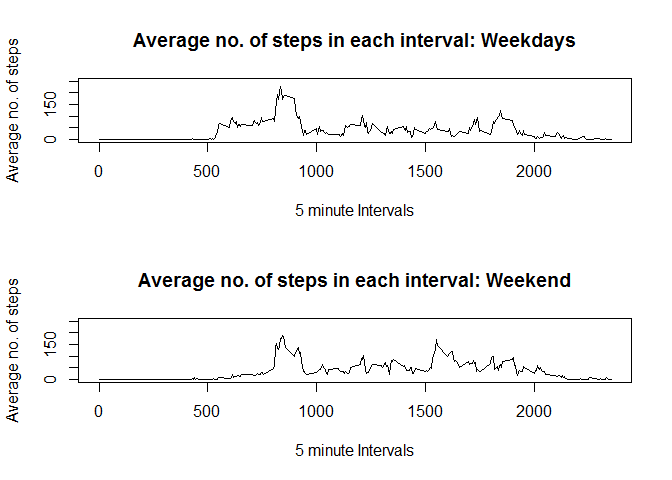 Average no. of steps in each interval: Weekdays
Average no. of steps
150
0
0 500 1000 1500 2000
5 minute Intervals
Average no. of steps in each interval: Weekend
Average no. of steps
150
0
0 500 1000 1500 2000
5 minute Intervals